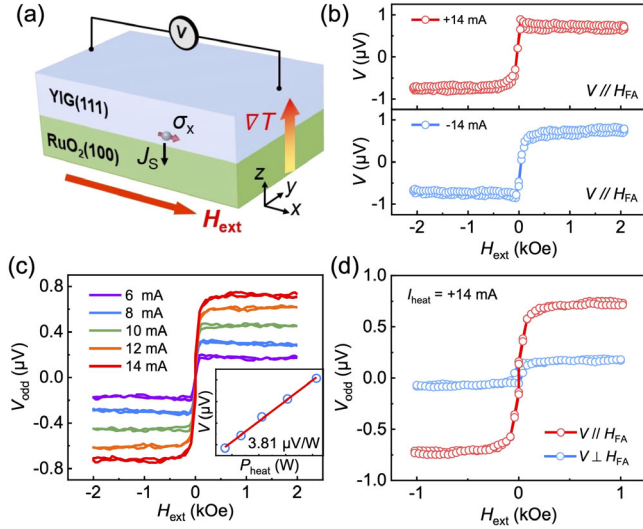 (a)
V
YIG(111)
σx
∇T
RuO2(100)
JS
z
y
x
Hext
(b)
+14 mA
V // HFA
-14 mA
V // HFA
V (μV)
1
0
-1
V (μV)
1
0
-1
-2 -1 0 1 2
Hext (kOe)
(c)
6 mA
8 mA
10 mA
12 mA
14 mA
Vodd (μV)
0.8
0.4
0.0
-0.4
-0.8
V (μV)
3.81 μV/W
Pheat (W)
-2 -1 0 1 2
Hext (kOe)
(d)
Iheat = +14 mA
Vodd (μV)
1.0
0.5
0.0
-0.5
-1.0
V // HFA
V ⊥ HFA
-1 0 1
Hext (kOe)